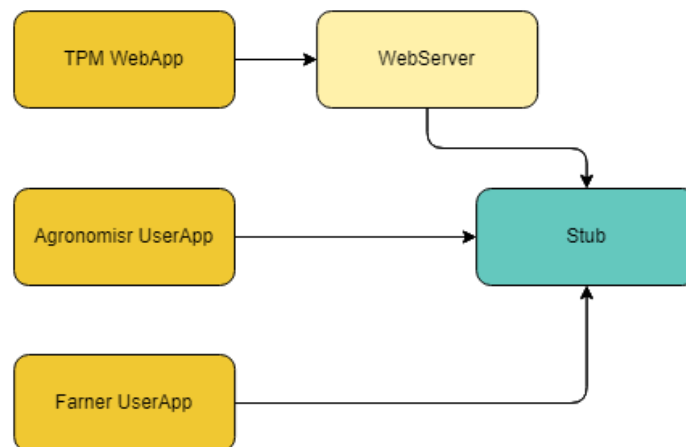 TPM WebApp
WebServer
Agronomisr UserApp
Stub
Farner UserApp